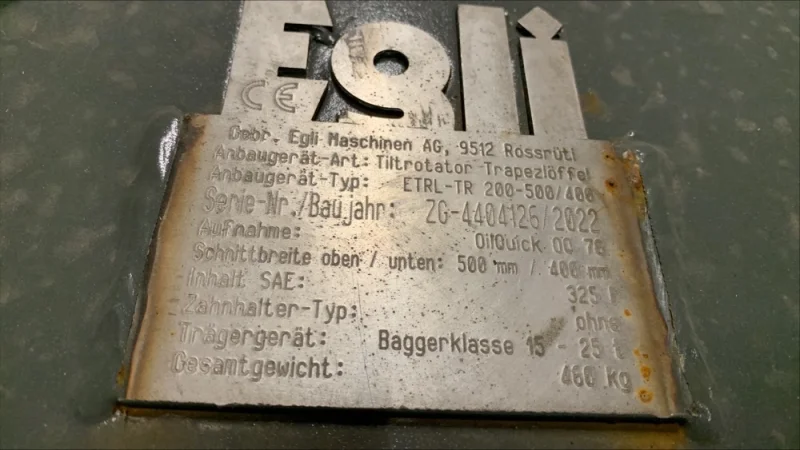 Egli
CE
Gebr. Egli Maschinen AG, 9512 Rossrüti
Anbaugerät-Art: Tiltrotator Trapezlöffel
Anbaugerät-Typ: ETRL-TR 200-500/400
Serie-Nr./Baujahr: ZG-4404126/2022
Aufnahme: OilQuick OQ 70
Schnittbreite oben / unten: 500 mm / 400 mm
Inhalt SAE: 325 l
Zahnhalter-Typ: ohne
Trägergerät: Baggerklasse 15 - 25 t
Gesamtgewicht: 460 Kg